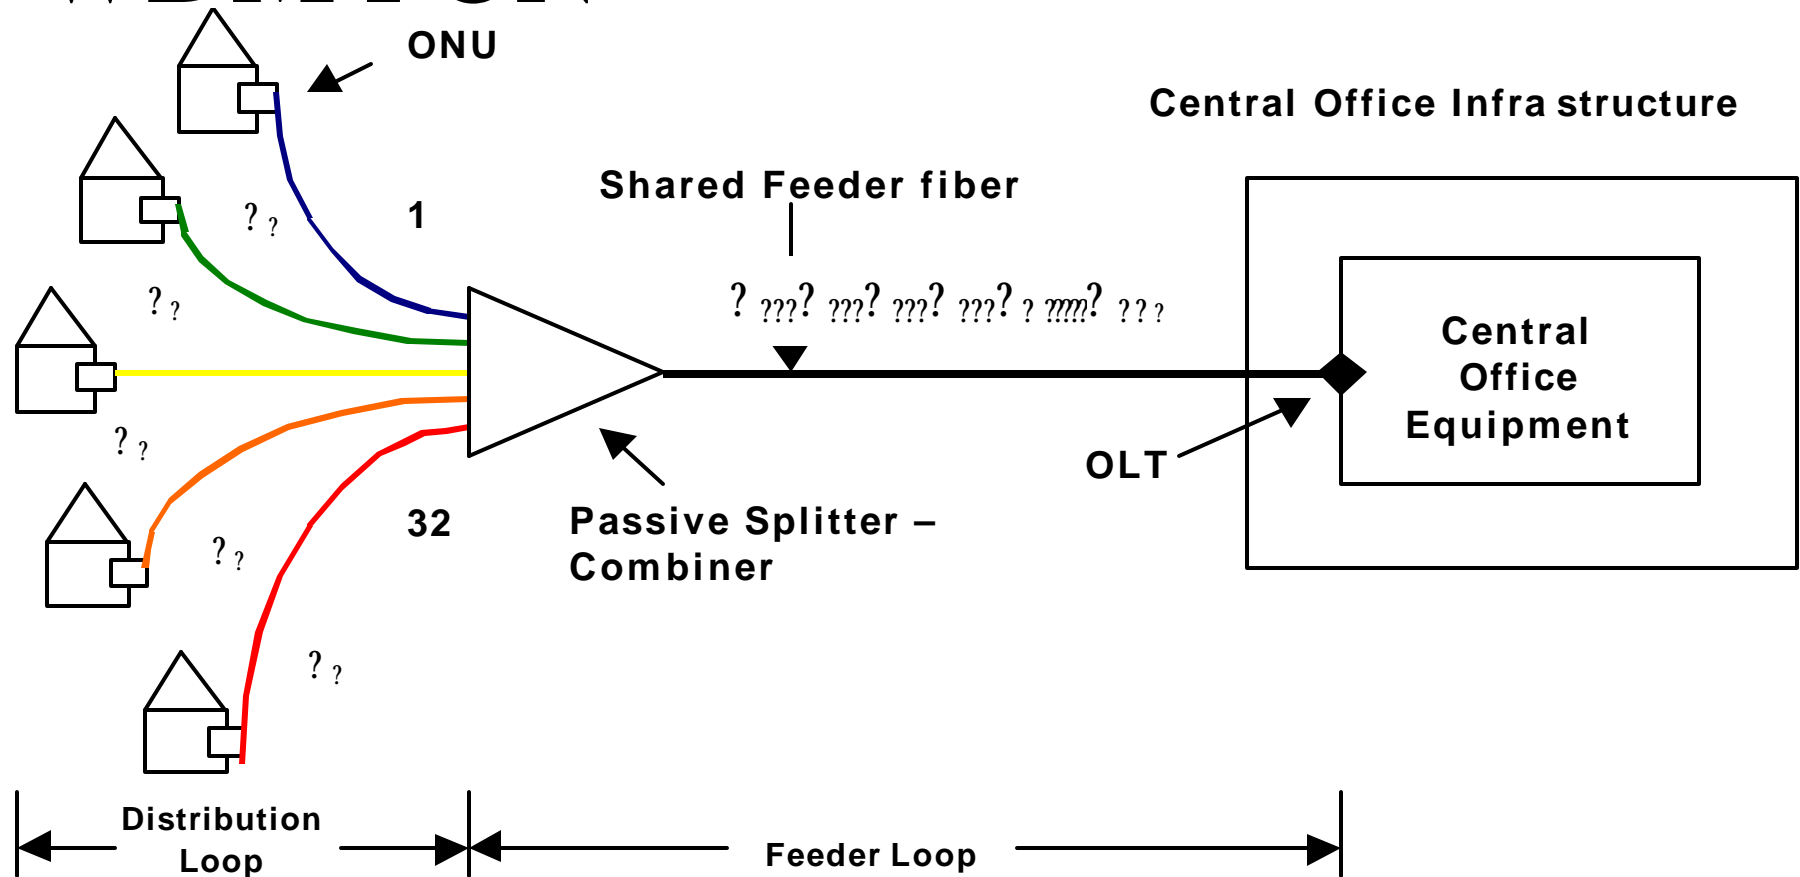 ONU
Central Office Infra structure
Shared Feeder fiber
1
? ?
? ?
? ???? ???? ???? ???? ? ?????? ? ? ?
Central
Office
Equipment
? ?
OLT
32
Passive Splitter –
Combiner
? ?
? ?
Distribution
Loop
Feeder Loop